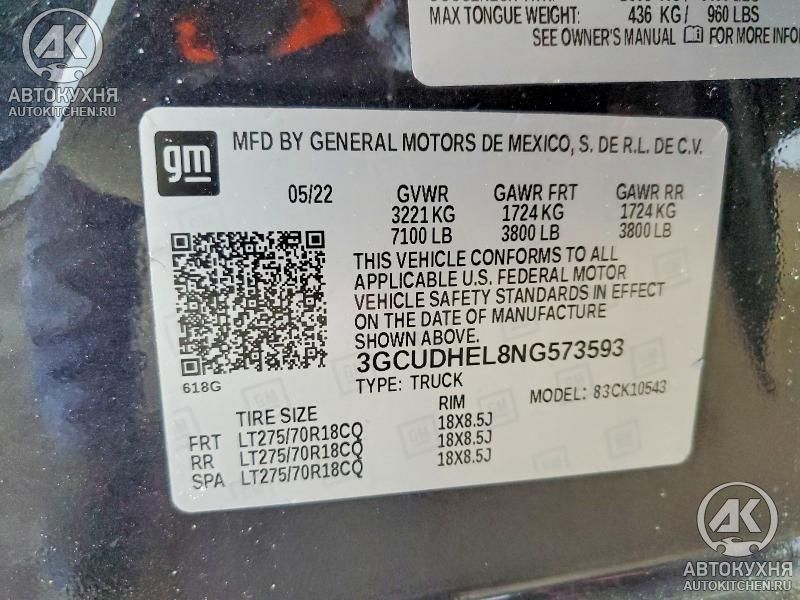 MAX TONGUE WEIGHT: 436 KG/ 960 LBS
SEE OWNER'S MANUAL FOR MORE INFO
AK
АВТОКУХНЯ
AUTOKITCHEN.RU
gm
MFD BY GENERAL MOTORS DE MEXICO, S. DE R.L. DE C.V.
05/22 GVWR GAWR FRT GAWR RR
3221 KG 1724 KG 1724 KG
7100 LB 3800 LB 3800 LB
THIS VEHICLE CONFORMS TO ALL
APPLICABLE U.S. FEDERAL MOTOR
VEHICLE SAFETY STANDARDS IN EFFECT
ON THE DATE OF MANUFACTURE
SHOWN ABOVE.
3GCUDHEL8NG573593
618G
TYPE: TRUCK MODEL: 83CK10543
TIRE SIZE RIM
FRT LT275/70R18CQ 18X8.5J
RR LT275/70R18CQ 18X8.5J
SPA LT275/70R18CQ 18X8.5J
AK
АВТОКУХНЯ
AUTOKITCHEN.RU